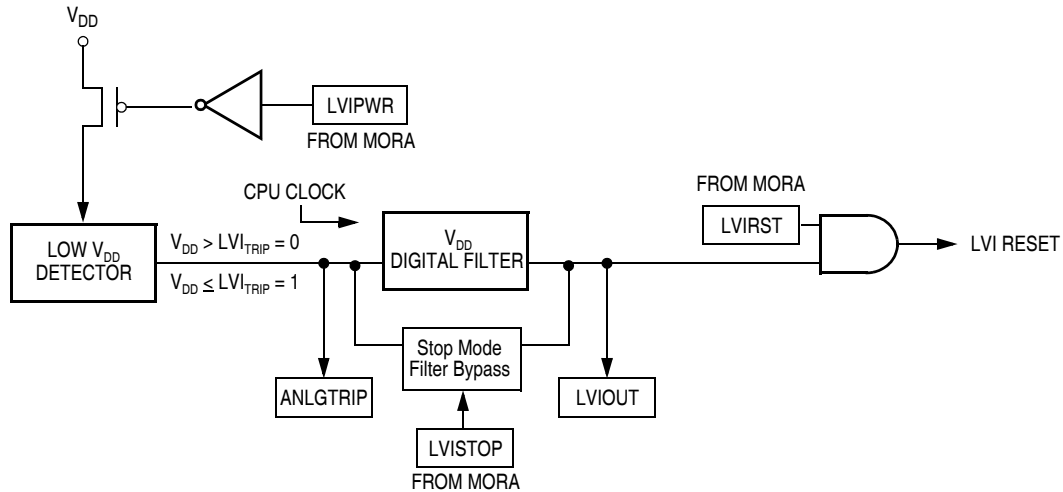 VDD
LVIPWR
FROM MORA
CPU CLOCK
FROM MORA
LVIRST
LOW VDD
DETECTOR
VDD > LVITRIP = 0
VDD ≤ LVITRIP = 1
VDD
DIGITAL FILTER
LVI RESET
Stop Mode
Filter Bypass
ANLGTRIP
LVIOUT
LVISTOP
FROM MORA